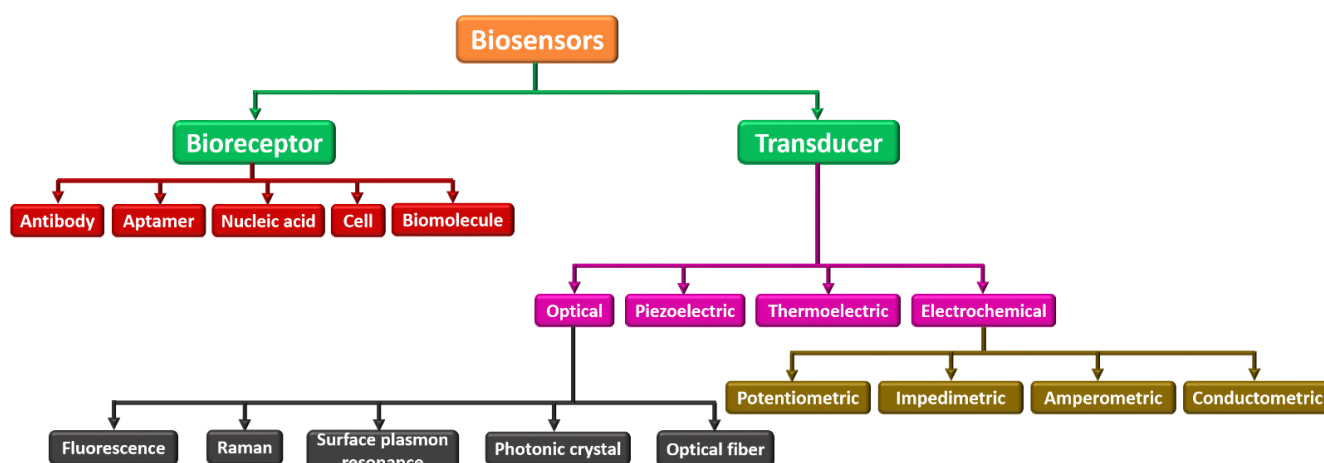 Biosensors
Bioreceptor
Transducer
Antibody
Aptamer
Nucleic acid
Cell
Biomolecule
Optical
Piezoelectric
Thermoelectric
Electrochemical
Potentiometric
Impedimetric
Amperometric
Conductometric
Fluorescence
Raman
Surface plasmon
resonance
Photonic crystal
Optical fiber